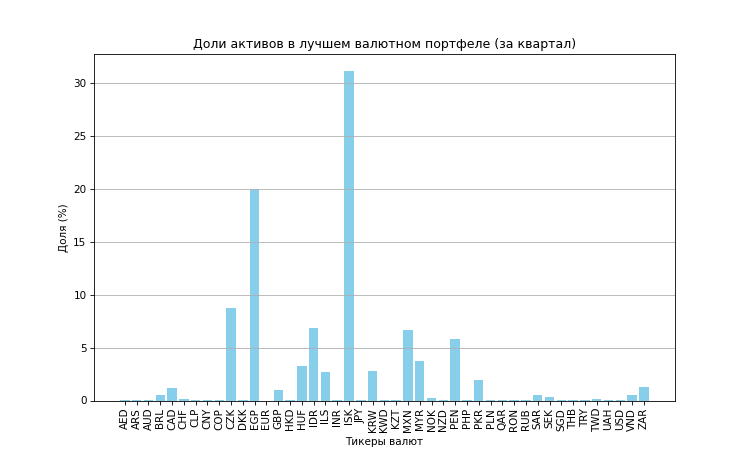 Доли активов в лучшем валютном портфеле (за квартал)
Доля (%)
30
25
20
15
10
5
0
AED
ARS
AUD
BRL
CAD
CHF
CLP
CNY
COP
CZK
DKK
EGP
EUR
GBP
HKD
HUF
IDR
ILS
INR
ISK
JPY
KRW
KWD
KZT
MXN
MYR
NOK
NZD
PEN
PHP
PKR
PLN
QAR
RON
RUB
SAR
SEK
SGD
THB
TRY
TWD
UAH
USD
VND
ZAR
Тикеры валют